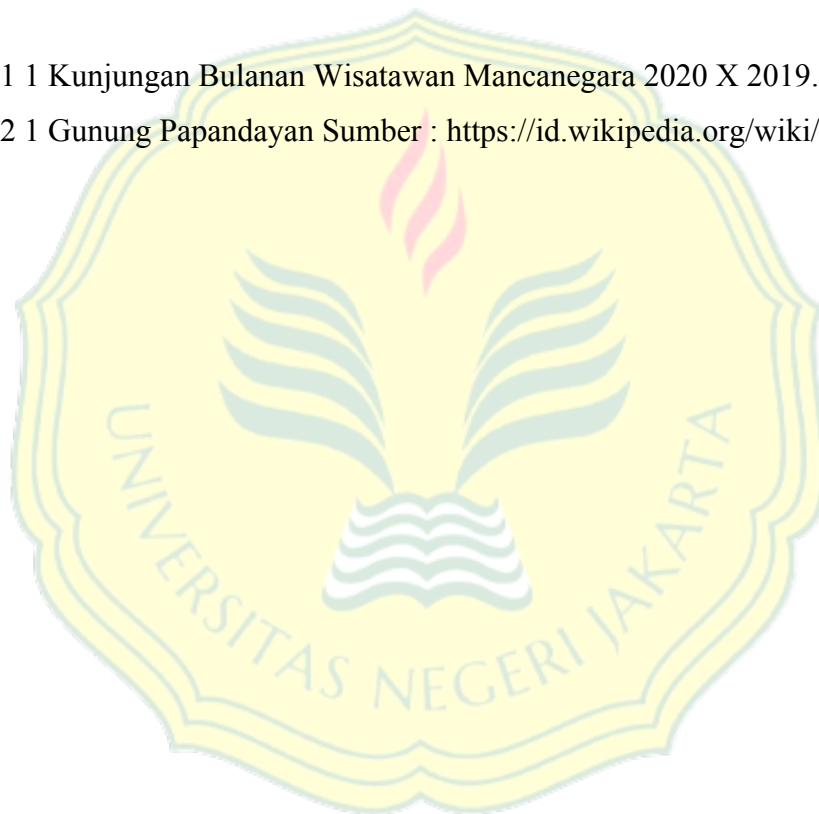 1 1 Kunjungan Bulanan Wisatawan Mancanegara 2020 X 2019.
2 1 Gunung Papandayan Sumber : https://id.wikipedia.org/wiki/
UNIVERSITAS NEGERI JAKARTA